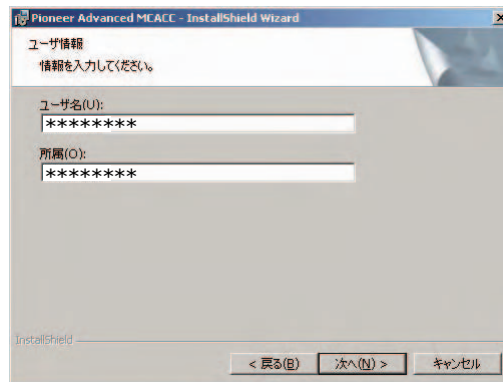 Pioneer Advanced MCACC - InstallShield Wizard
ユーザ情報
情報を入力してください。
ユーザ名(U):
********
所属(O):
********
InstallShield
< 戻る(B)
次へ(N) >
キャンセル